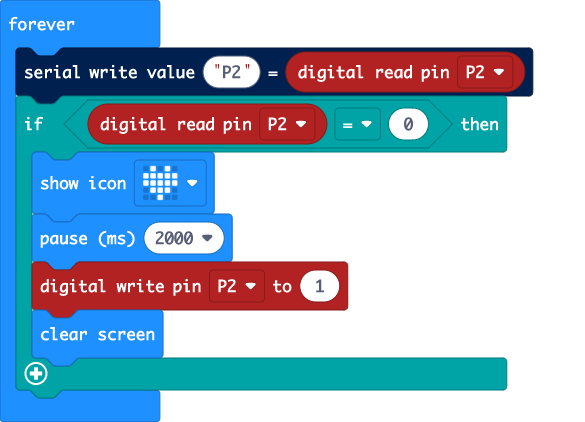 forever
serial write value "P2" = digital read pin P2
if digital read pin P2 = 0 then
show icon
pause (ms) 2000
digital write pin P2 to 1
clear screen